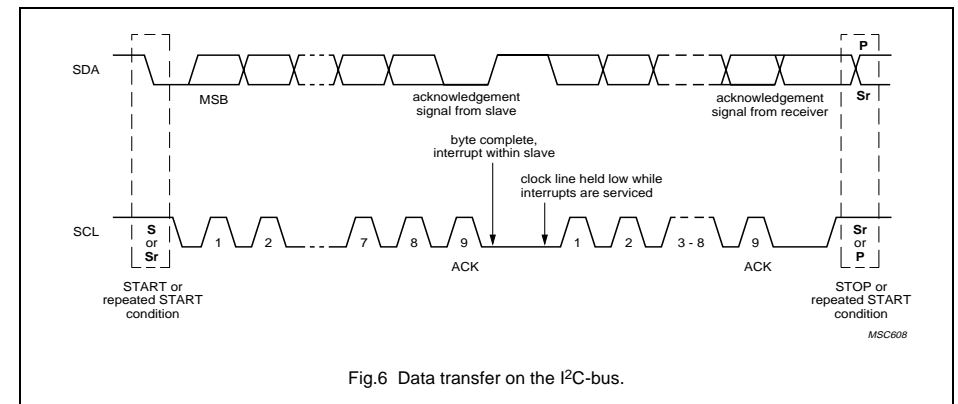 P
SDA
MSB
acknowledgement
signal from slave
acknowledgement
signal from receiver
Sr
byte complete,
interrupt within slave
clock line held low while
interrupts are serviced
SCL
S
or
Sr
1
2
7
8
9
1
2
3 - 8
9
Sr
or
P
ACK
ACK
START or
repeated START
condition
STOP or
repeated START
condition
MSC608
Fig.6 Data transfer on the I2C-bus.